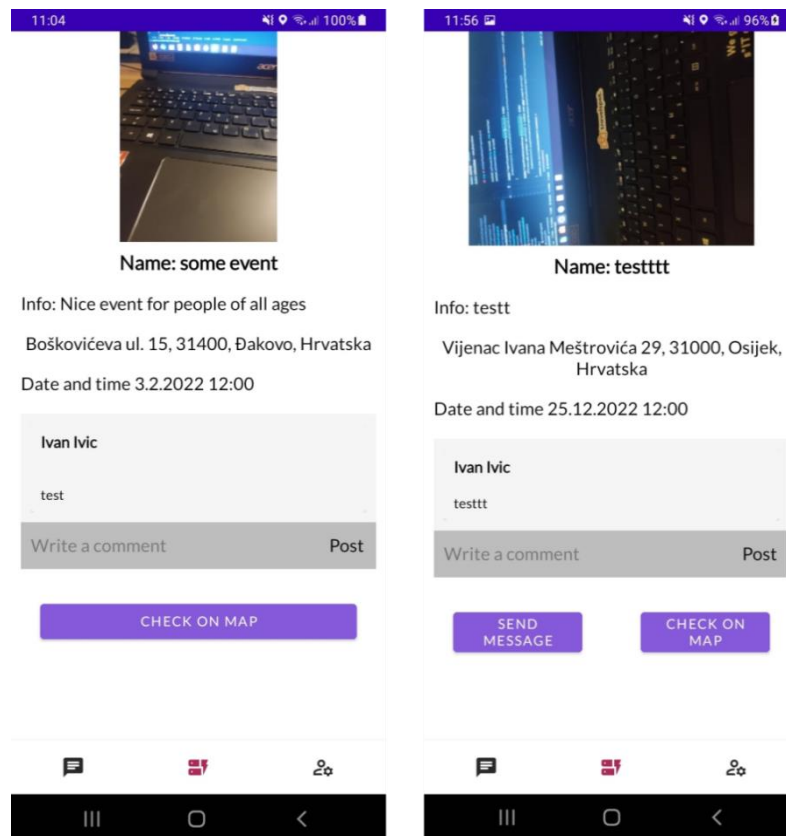 11:04
100%
acer
Name: some event
Info: Nice event for people of all ages
Boškovićeva ul. 15, 31400, Đakovo, Hrvatska
Date and time 3.2.2022 12:00
Ivan Ivic
test
Write a comment
Post
CHECK ON MAP
11:56
96%
Name: testttt
Info: testt
Vijenac Ivana Meštrovića 29, 31000, Osijek,
Hrvatska
Date and time 25.12.2022 12:00
Ivan Ivic
testtt
Write a comment
Post
SEND
MESSAGE
CHECK ON
MAP